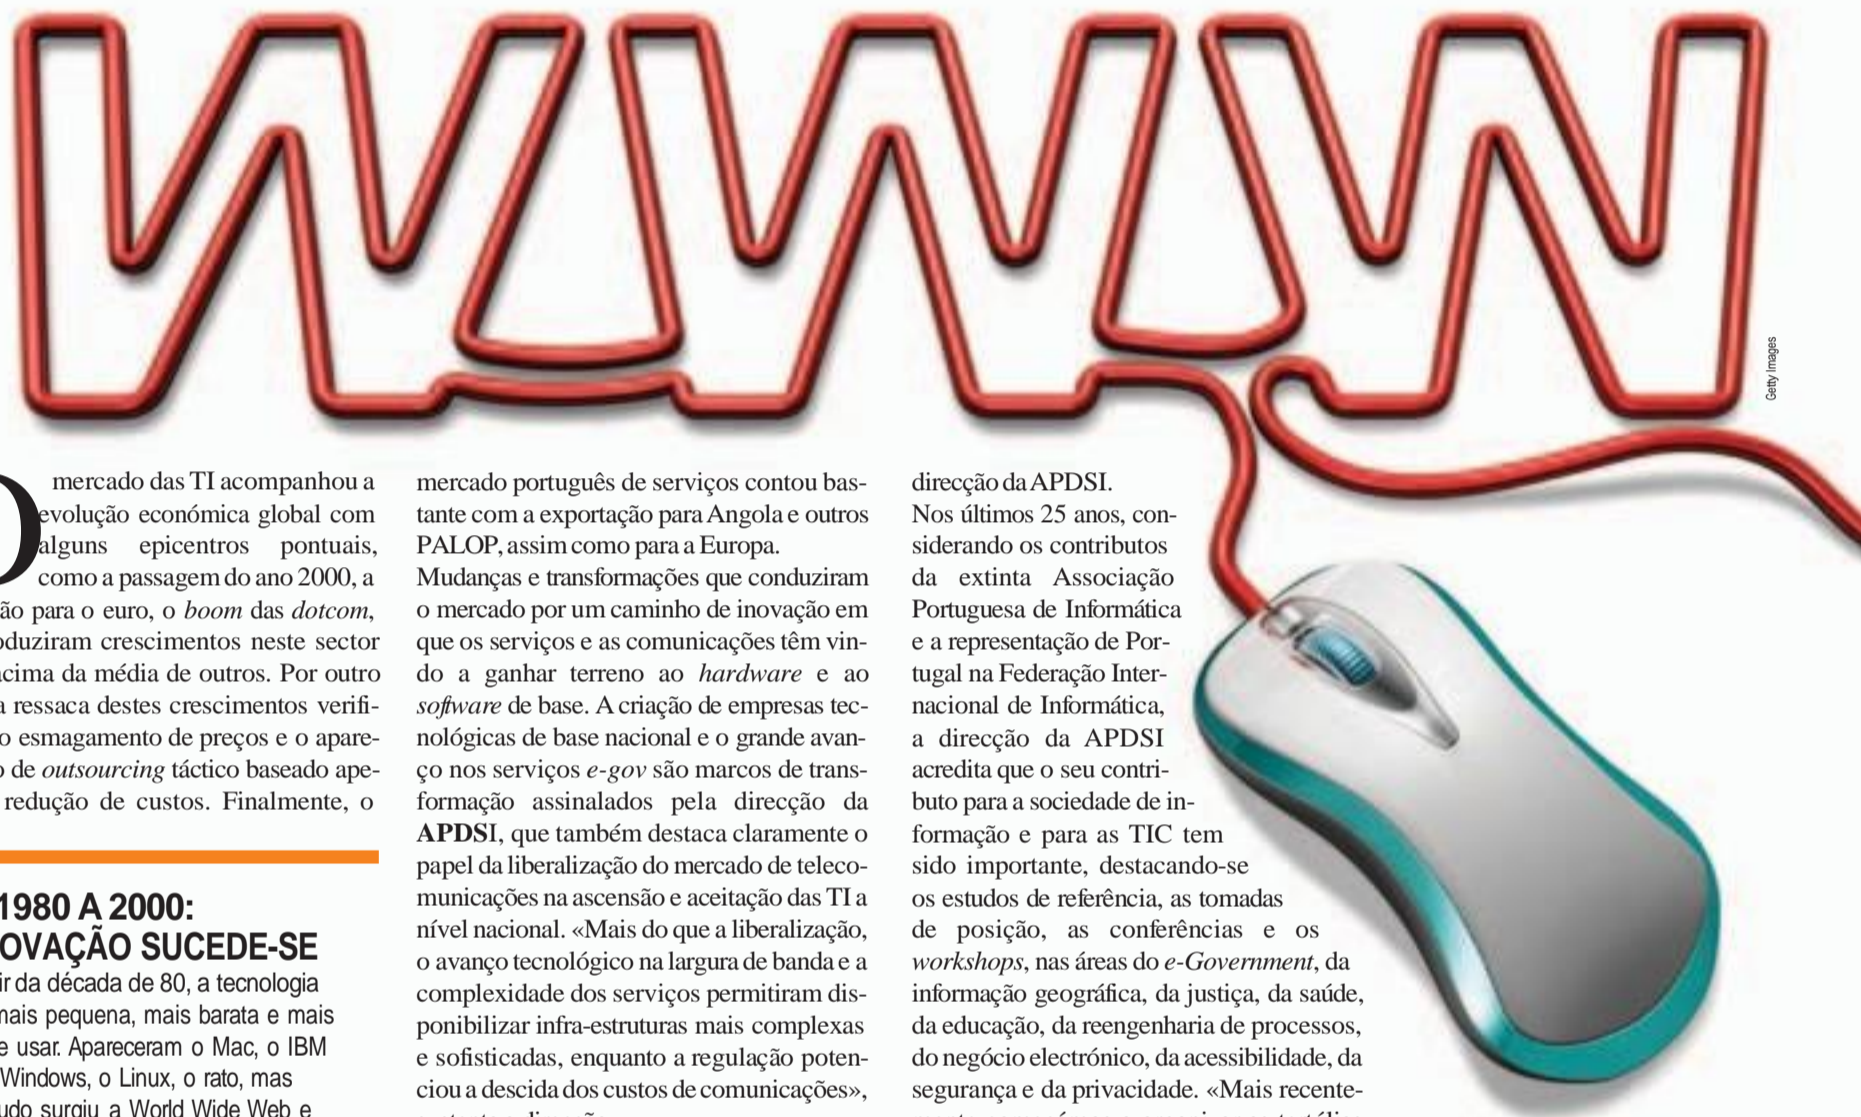 WWW
Getty Images
O mercado das TI acompanhou a
evolução económica global com
alguns epicentros pontuais,
como a passagem do ano 2000, a
para o euro, o boom das dotcom,
crescimentos neste sector
da média de outros. Por outro
ressaca destes crescimentos verifi-
o esmagamento de preços e o apare-
de outsourcing táctico baseado ape-
redução de custos. Finalmente, o
1980 A 2000:
SUCEDE-SE
da década de 80, a tecnologia
mais pequena, mais barata e mais
usar. Apareceram o Mac, o IBM
Windows, o Linux, o rato, mas
surgiu a World Wide Web e
mercado português de serviços contou bas-
tante com a exportação para Angola e outros
PALOP, assim como para a Europa.
Mudanças e transformações que conduziram
o mercado por um caminho de inovação em
que os serviços e as comunicações têm vin-
do a ganhar terreno ao hardware e ao
software de base. A criação de empresas tec-
nológicas de base nacional e o grande avan-
ço nos serviços e-gov são marcos de trans-
formação assinalados pela direcção da
APDSI, que também destaca claramente o
papel da liberalização do mercado de teleco-
municações na ascensão e aceitação das TI a
nível nacional. «Mais do que a liberalização,
o avanço tecnológico na largura de banda e a
complexidade dos serviços permitiram dis-
ponibilizar infra-estruturas mais complexas
e sofisticadas, enquanto a regulação poten-
ciou a descida dos custos de comunicações»,
direcção da APDSI.
Nos últimos 25 anos, con-
siderando os contributos
da extinta Associação
Portuguesa de Informática
e a representação de Por-
tugal na Federação Inter-
nacional de Informática,
a direcção da APDSI
acredita que o seu contri-
buto para a sociedade de in-
formação e para as TIC tem
sido importante, destacando-se
os estudos de referência, as tomadas
de posição, as conferências e os
workshops, nas áreas do e-Government, da
informação geográfica, da justiça, da saúde,
da educação, da reengenharia de processos,
do negócio electrónico, da acessibilidade, da
segurança e da privacidade. «Mais recente-